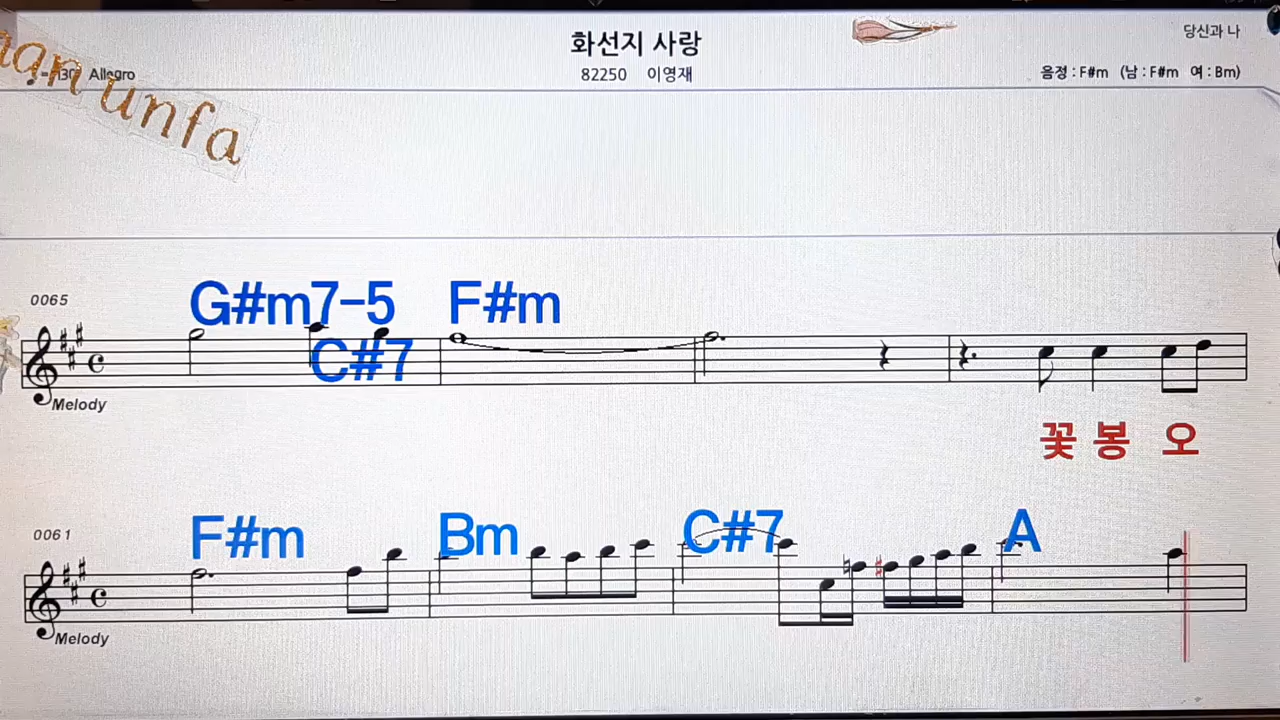 화선지 사랑
당신과 나
82250 이영재
음정 : F#m (남 : F#m 여 : Bm)
Allegro
unfa
G#m7-5 F#m
0065
C#7
Melody
꽃 봉 오
F#m Bm C#7 A
0061
Melody